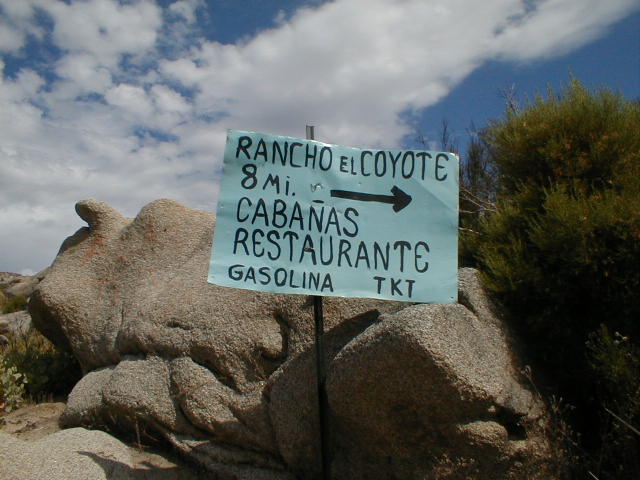 RANCHO EL COYOTE
8 Mi.
CABAÑAS
RESTAURANTE
GASOLINA TKT